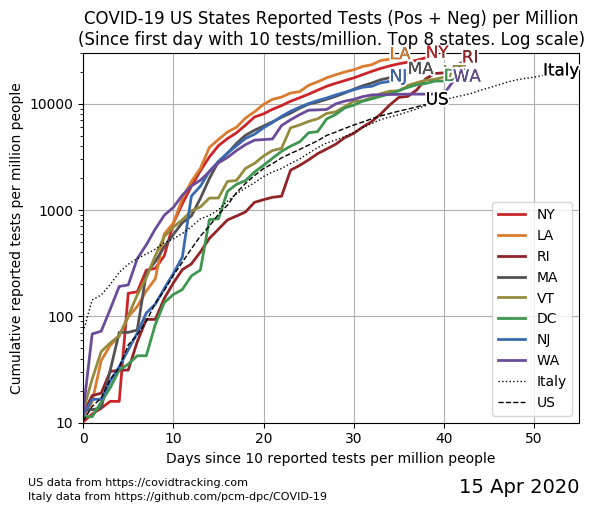 COVID-19 US States Reported Tests (Pos + Neg) per Million
(Since first day with 10 tests/million. Top 8 states. Log scale)
Cumulative reported tests per million people
10000
1000
100
10
LA
NY
RI
MA
NJ
WA
Italy
US
NY
LA
RI
MA
VT
DC
NJ
WA
Italy
US
0
10
20
30
40
50
Days since 10 reported tests per million people
US data from https://covidtracking.com
Italy data from https://github.com/pcm-dpc/COVID-19
15 Apr 2020